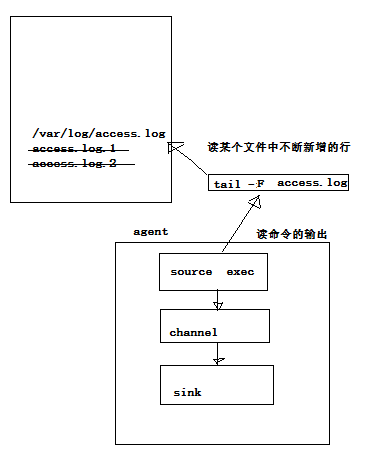 /var/log/access.log
access.log.1
access.log.2
读某个文件中不断新增的行
tail -F access.log
agent
读命令的输出
source exec
channel
sink